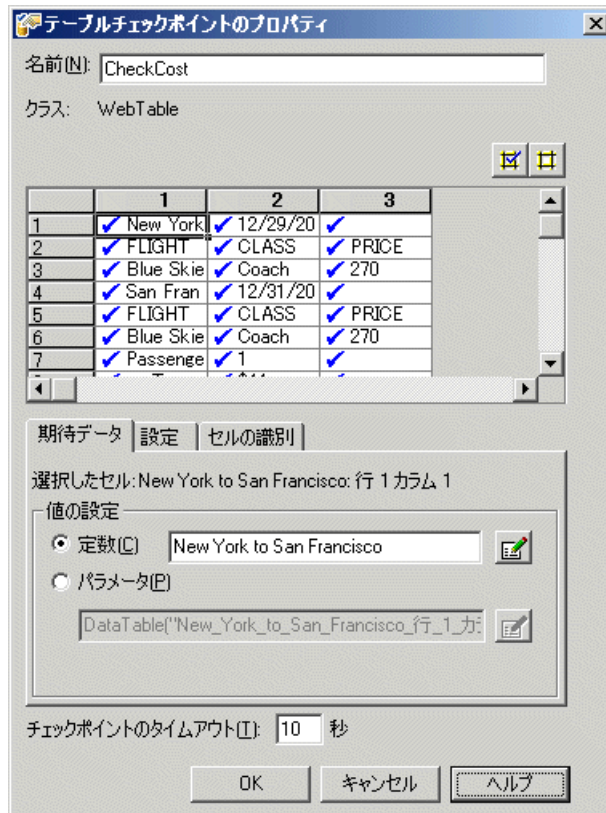 テーブルチェックポイントのプロパティ
名前(N): CheckCost
クラス: WebTable
1 2 3
1 New York 12/29/20
2 FLIGHT CLASS PRICE
3 Blue Skie Coach 270
4 San Fran 12/31/20
5 FLIGHT CLASS PRICE
6 Blue Skie Coach 270
7 Passenge 1
期待データ 設定 セルの識別
選択したセル:New York to San Francisco: 行 1 カラム 1
値の設定
定数(C) New York to San Francisco
パラメータ(P)
DataTable("New_York_to_San_Francisco_行_1_カ
チェックポイントのタイムアウト(T): 10 秒
OK キャンセル ヘルプ